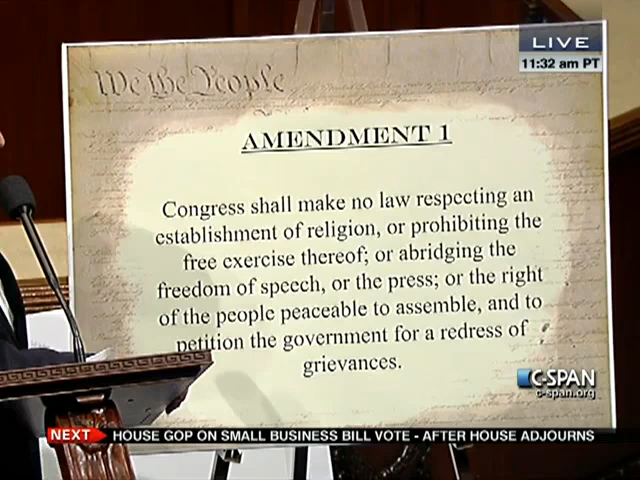 LIVE
11:32 am PT
We the People
AMENDMENT 1
Congress shall make no law respecting an
establishment of religion, or prohibiting the
free exercise thereof; or abridging the
freedom of speech, or the press; or the right
of the people peaceable to assemble, and to
petition the government for a redress of
grievances.
C-SPAN
c-span.org
NEXT HOUSE GOP ON SMALL BUSINESS BILL VOTE - AFTER HOUSE ADJOURNS